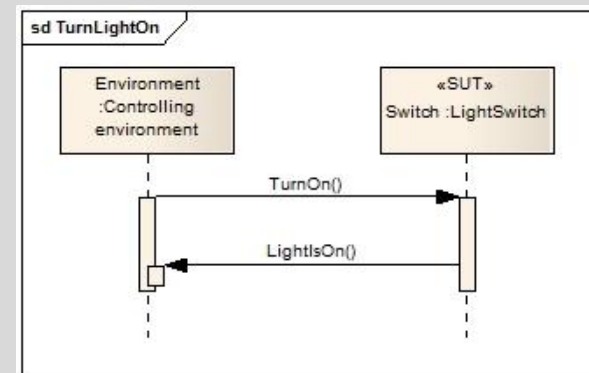 sd TurnLightOn
Environment
:Controlling
environment
«SUT»
Switch :LightSwitch
TurnOn()
LightIsOn()